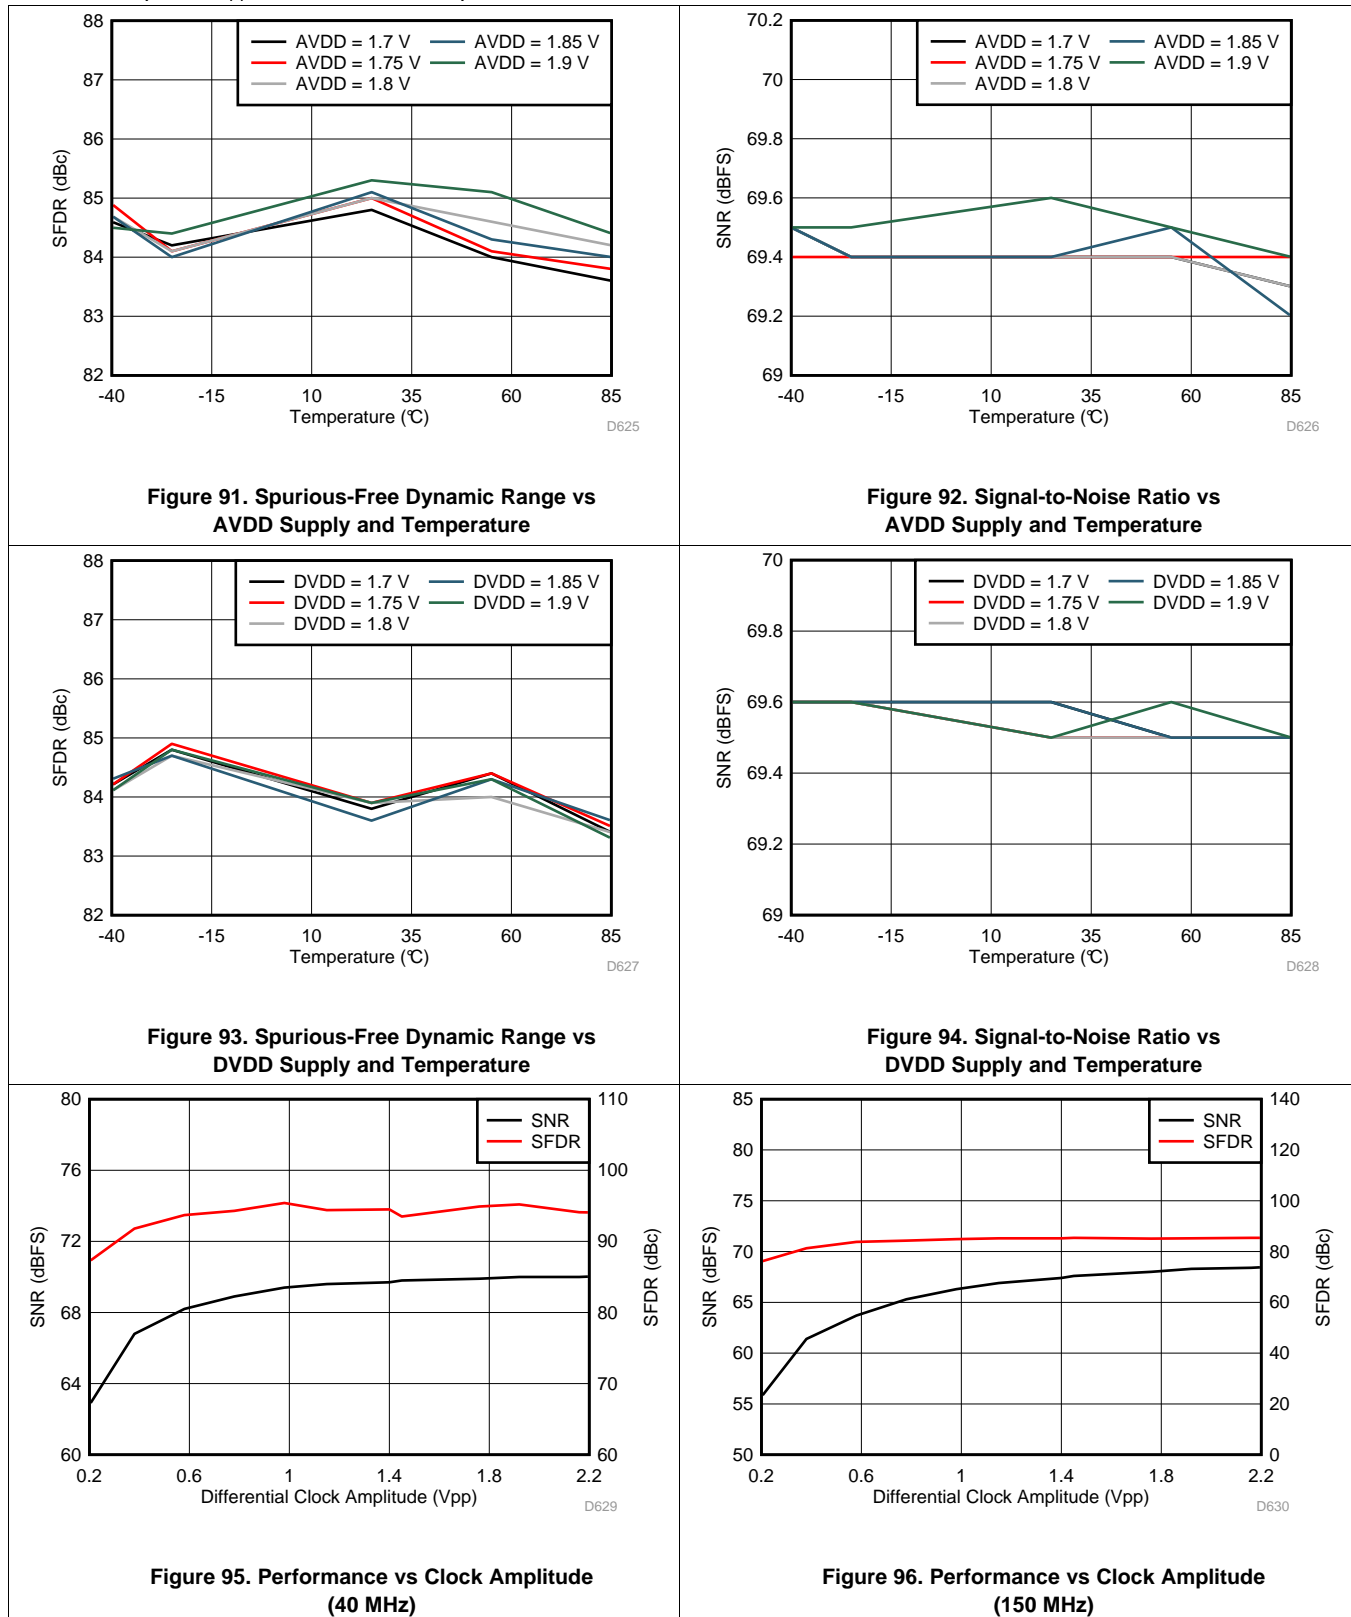 88
87
86
85
84
83
82
SFDR (dBc)
AVDD = 1.7 V
AVDD = 1.75 V
AVDD = 1.8 V
AVDD = 1.85 V
AVDD = 1.9 V
-40 -15 10 35 60 85
Temperature (°C)
D625
Figure 91. Spurious-Free Dynamic Range vs
AVDD Supply and Temperature
70.2
70
69.8
69.6
69.4
69.2
69
SNR (dBFS)
AVDD = 1.7 V
AVDD = 1.75 V
AVDD = 1.8 V
AVDD = 1.85 V
AVDD = 1.9 V
-40 -15 10 35 60 85
Temperature (°C)
D626
Figure 92. Signal-to-Noise Ratio vs
AVDD Supply and Temperature
88
87
86
85
84
83
82
SFDR (dBc)
DVDD = 1.7 V
DVDD = 1.75 V
DVDD = 1.8 V
DVDD = 1.85 V
DVDD = 1.9 V
-40 -15 10 35 60 85
Temperature (°C)
D627
Figure 93. Spurious-Free Dynamic Range vs
DVDD Supply and Temperature
70
69.8
69.6
69.4
69.2
69
SNR (dBFS)
DVDD = 1.7 V
DVDD = 1.75 V
DVDD = 1.8 V
DVDD = 1.85 V
DVDD = 1.9 V
-40 -15 10 35 60 85
Temperature (°C)
D628
Figure 94. Signal-to-Noise Ratio vs
DVDD Supply and Temperature
80
76
72
68
64
60
SNR (dBFS)
SNR
SFDR
110
100
90
80
70
60
SFDR (dBc)
0.2 0.6 1 1.4 1.8 2.2
Differential Clock Amplitude (Vpp)
D629
Figure 95. Performance vs Clock Amplitude
(40 MHz)
85
80
75
70
65
60
55
50
SNR (dBFS)
SNR
SFDR
140
120
100
80
60
40
20
0
SFDR (dBc)
0.2 0.6 1 1.4 1.8 2.2
Differential Clock Amplitude (Vpp)
D630
Figure 96. Performance vs Clock Amplitude
(150 MHz)